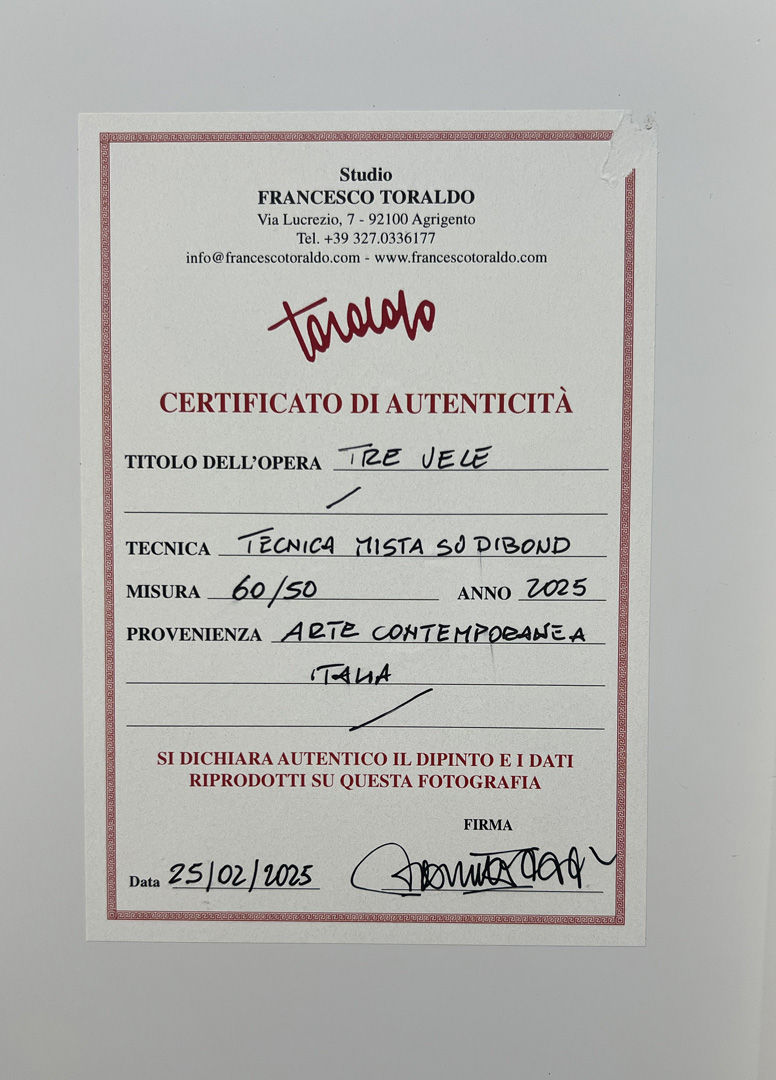 Studio
FRANCESCO TORALDO
Via Lucrezio, 7 - 92100 Agrigento
Tel. +39 327.0336177
info@francescotoraldo.com - www.francescotoraldo.com
toraldo
CERTIFICATO DI AUTENTICITÀ
TITOLO DELL'OPERA TRE VELE
/
TECNICA TECNICA MISTA SU DIBOND
MISURA 60/50 ANNO 2025
PROVENIENZA ARTE CONTEMPORANEA
ITALIA
/
SI DICHIARA AUTENTICO IL DIPINTO E I DATI
RIPRODOTTI SU QUESTA FOTOGRAFIA
FIRMA
Data 25/02/2025